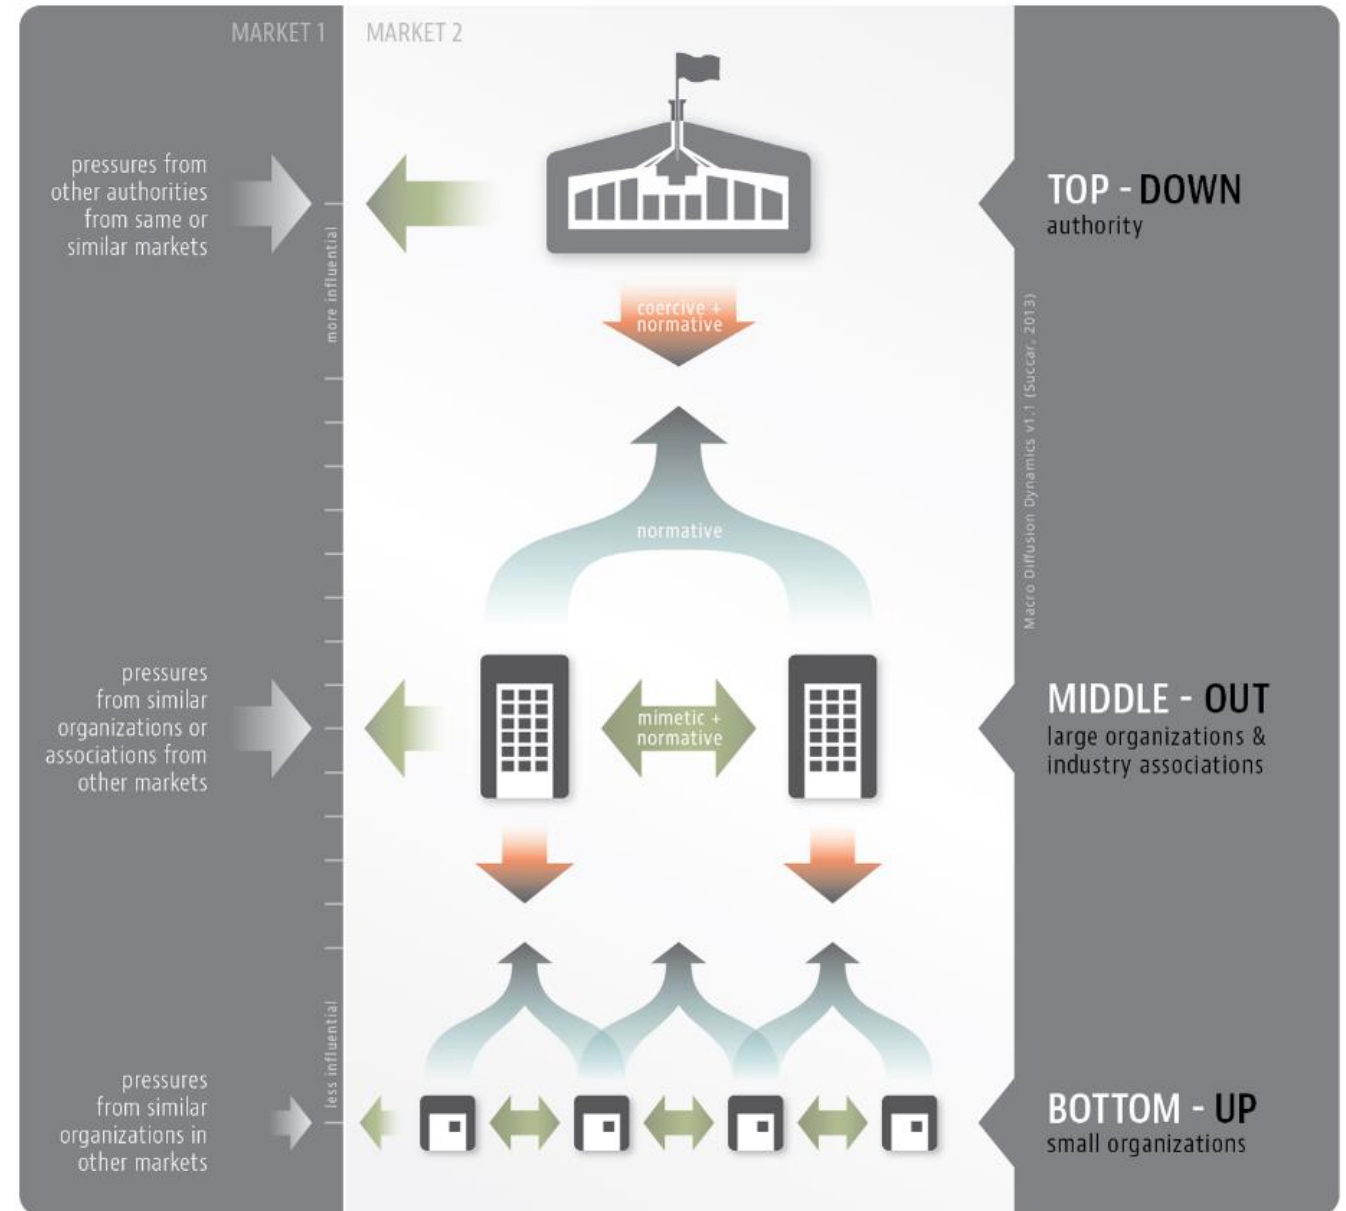 MARKET 1
MARKET 2
pressures from
other authorities
from same or
similar markets
more influential
coercive +
normative
TOP - DOWN
authority
Macro Diffusion Dynamics v1.1 (Succar, 2013)
normative
pressures
from similar
organizations or
associations from
other markets
mimetic +
normative
MIDDLE - OUT
large organizations &
industry associations
less influential
pressures
from similar
organizations in
other markets
BOTTOM - UP
small organizations